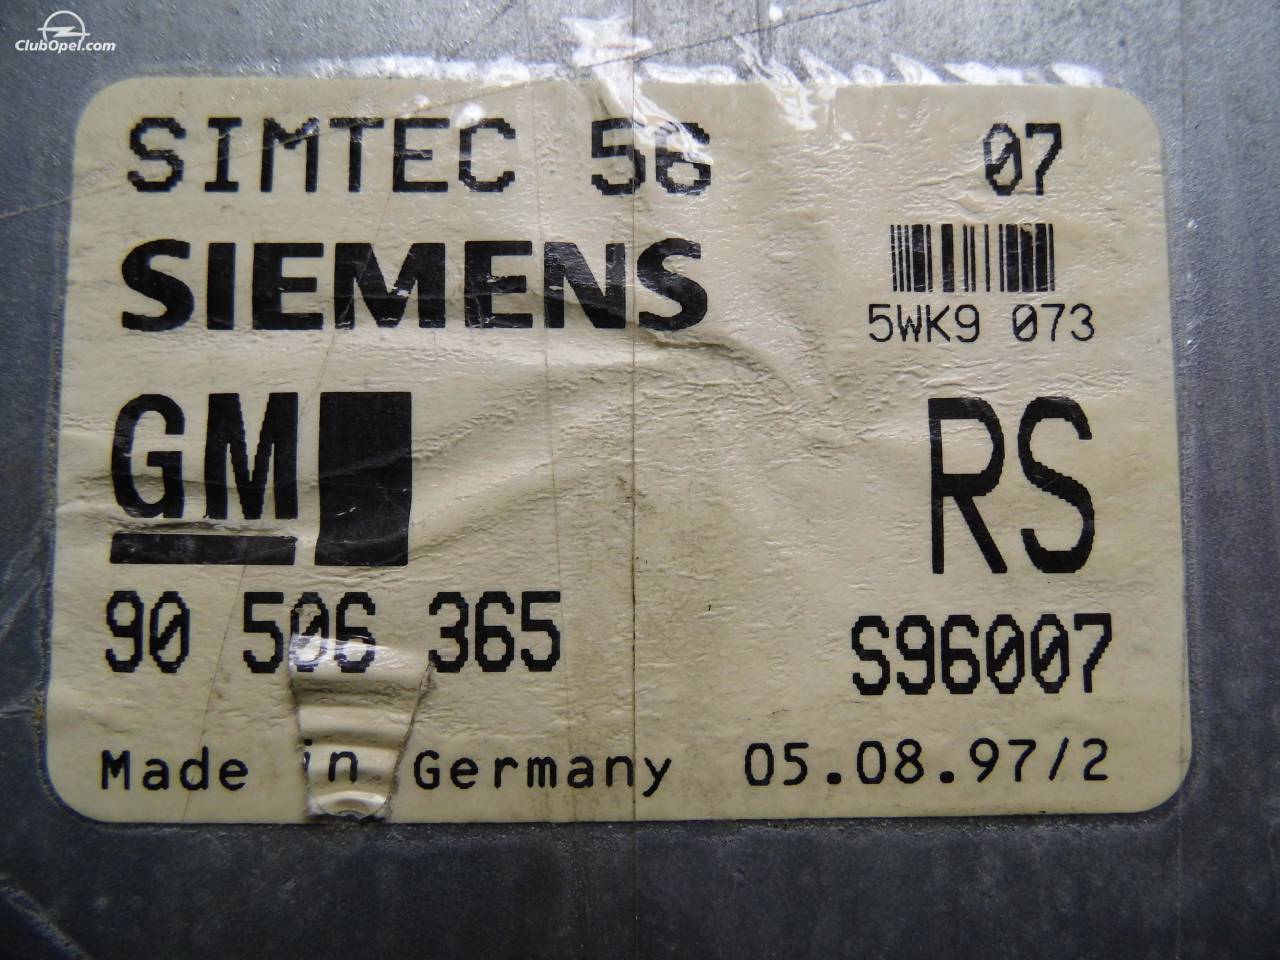 ClubOpel.com
SIMTEC 56 07
SIEMENS
5WK9 073
GM
RS
90 506 365
S96007
Made in Germany 05.08.97/2